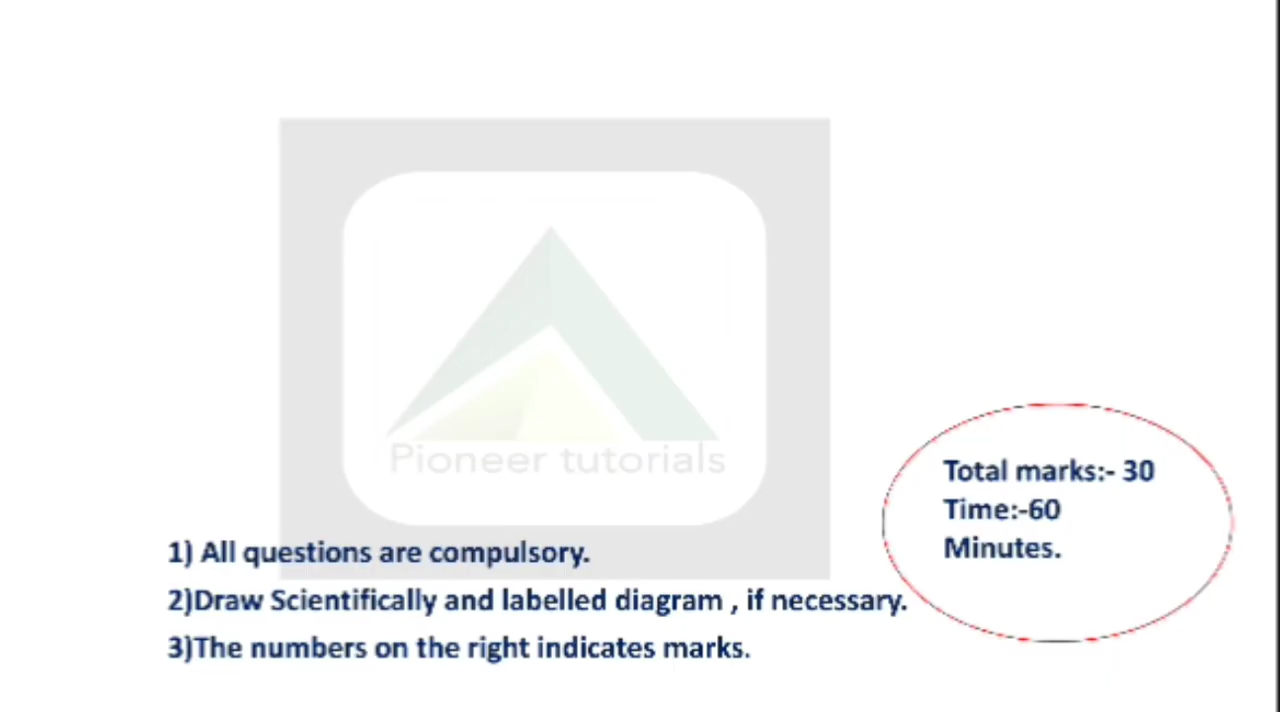 Pioneer tutorials
Total marks:- 30
Time:-60
Minutes.
1) All questions are compulsory.
2)Draw Scientifically and labelled diagram , if necessary.
3)The numbers on the right indicates marks.